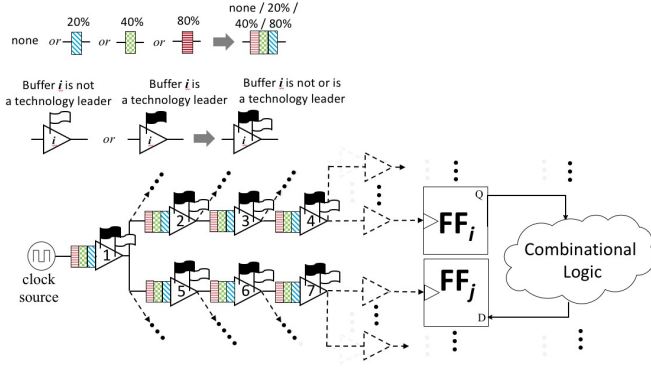 20%
40%
80%
none / 20% /
40% / 80%
none or or or
Buffer i is not
a technology leader
Buffer i is
a technology leader
Buffer i is not or is
a technology leader
i or i i
1
2
3
4
5
6
7
clock
source
Q
FFi
FFj
D
Combinational
Logic